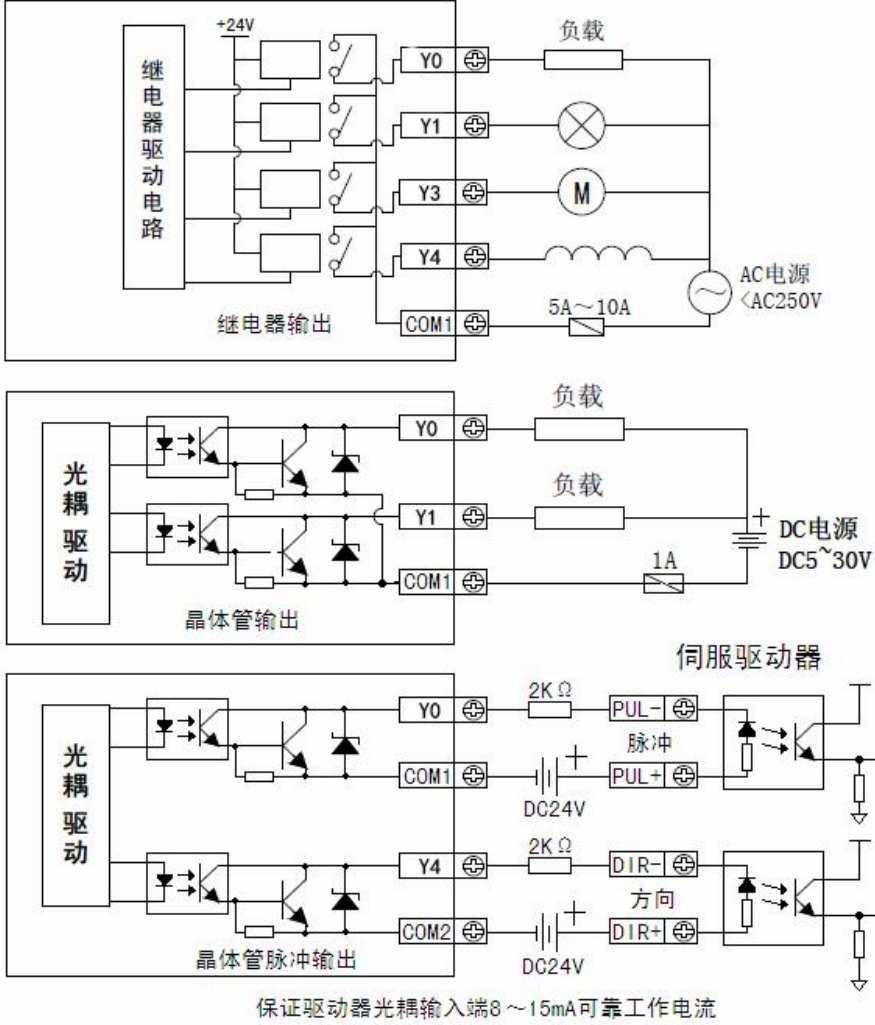 +24V
继电器驱动电路
Y0
Y1
Y3
Y4
COM1
负载
M
5A～10A
AC电源
<AC250V
继电器输出
光耦驱动
Y0
Y1
COM1
负载
负载
1A
+
DC电源
DC5~30V
晶体管输出
伺服驱动器
光耦驱动
Y0
COM1
2KΩ
PUL-
脉冲
+
PUL+
DC24V
Y4
COM2
2KΩ
DIR-
方向
+
DIR+
DC24V
晶体管脉冲输出
保证驱动器光耦输入端8～15mA可靠工作电流